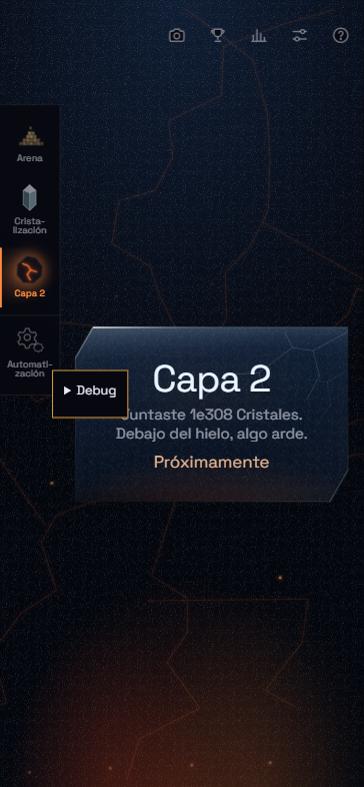 Arena
Crista-
lización
Capa 2
Automati-
zación
Debug
Capa 2
Juntaste 1e308 Cristales.
Debajo del hielo, algo arde.
Próximamente